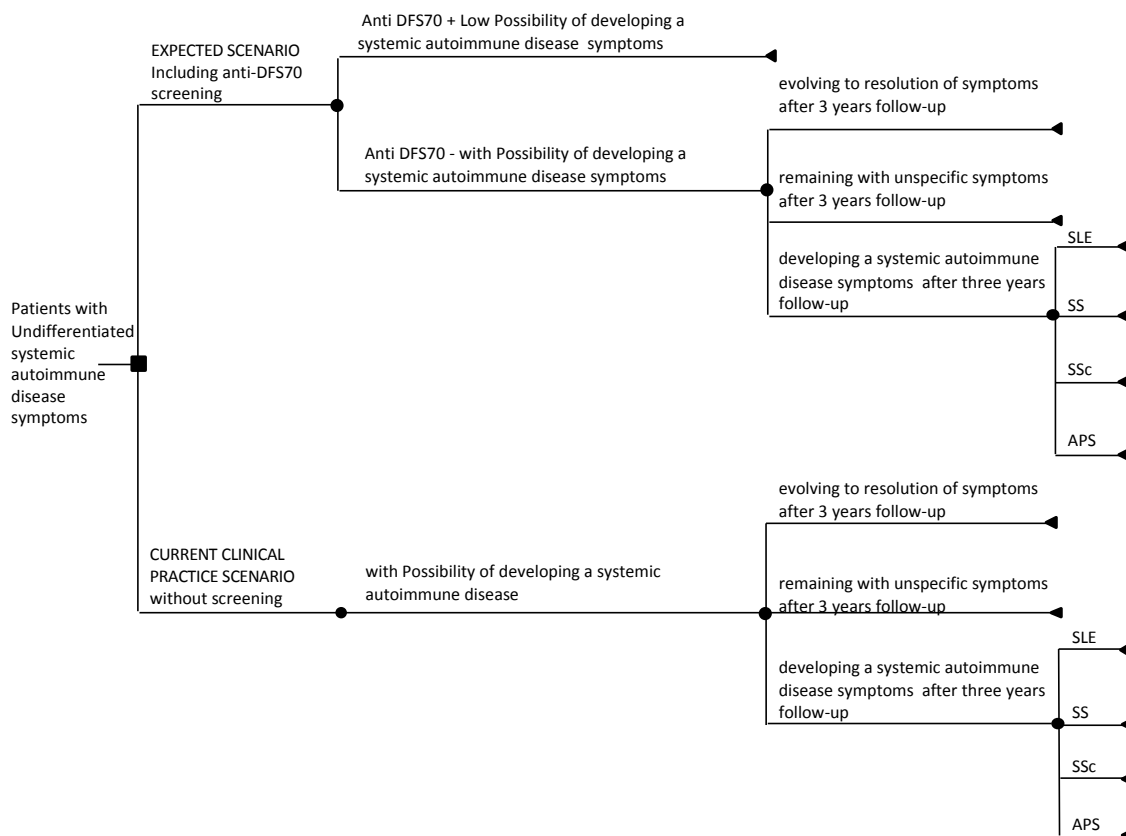 Anti DFS70 + Low Possibility of developing a
systemic autoimmune disease  symptoms
EXPECTED SCENARIO
Including anti-DFS70
screening
evolving to resolution of symptoms
after 3 years follow-up
Anti DFS70 - with Possibility of developing a
systemic autoimmune disease symptoms
remaining with unspecific symptoms
after 3 years follow-up
SLE
developing a systemic autoimmune
disease symptoms  after three years
follow-up
SS
Patients with
Undifferentiated
systemic
autoimmune
disease
symptoms
SSc
APS
evolving to resolution of symptoms
after 3 years follow-up
CURRENT CLINICAL
PRACTICE SCENARIO
without screening
with Possibility of developing a systemic
autoimmune disease
remaining with unspecific symptoms
after 3 years follow-up
SLE
developing a systemic autoimmune
disease symptoms  after three years
follow-up
SS
SSc
APS